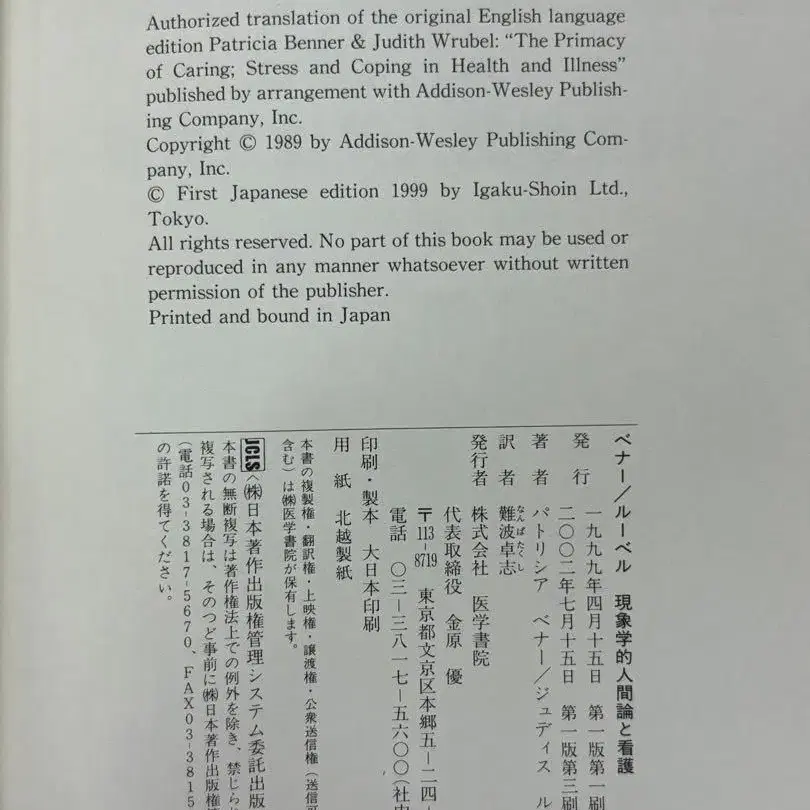 Authorized translation of the original English language
edition Patricia Benner & Judith Wrubel: “The Primacy
of Caring; Stress and Coping in Health and Illness”
published by arrangement with Addison-Wesley Publish-
ing Company, Inc.
Copyright © 1989 by Addison-Wesley Publishing Com-
pany, Inc.
© First Japanese edition 1999 by Igaku-Shoin Ltd.,
Tokyo.
All rights reserved. No part of this book may be used or
reproduced in any manner whatsoever without written
permission of the publisher.
Printed and bound in Japan
ベナー／ルーベル 現象学的人間論と看護
発 行 一九九九年四月十五日 第一版第一刷
二〇〇二年七月十五日 第一版第三刷
著 者 パトリシア ベナー／ジュディス ル
訳 者 難波卓志
なんばたくし
発行者 株式会社 医学書院
代表取締役 金原 優
〒113-8719 東京都文京区本郷五―二四―
電話 〇三―三八一七―五六〇〇(社内
印刷・製本 大日本印刷
用 紙 北越製紙
本書の複製権・翻訳権・上映権・譲渡権・公衆送信権(送信可
含む)は㈱医学書院が保有します。
JCLS〈㈱日本著作出版権管理システム委託出版
本書の無断複写は著作権法上での例外を除き、禁じら
複写される場合は、そのつど事前に㈱日本著作出版権
(電話03-3817-5670、FAX03-3815
の許諾を得てください。